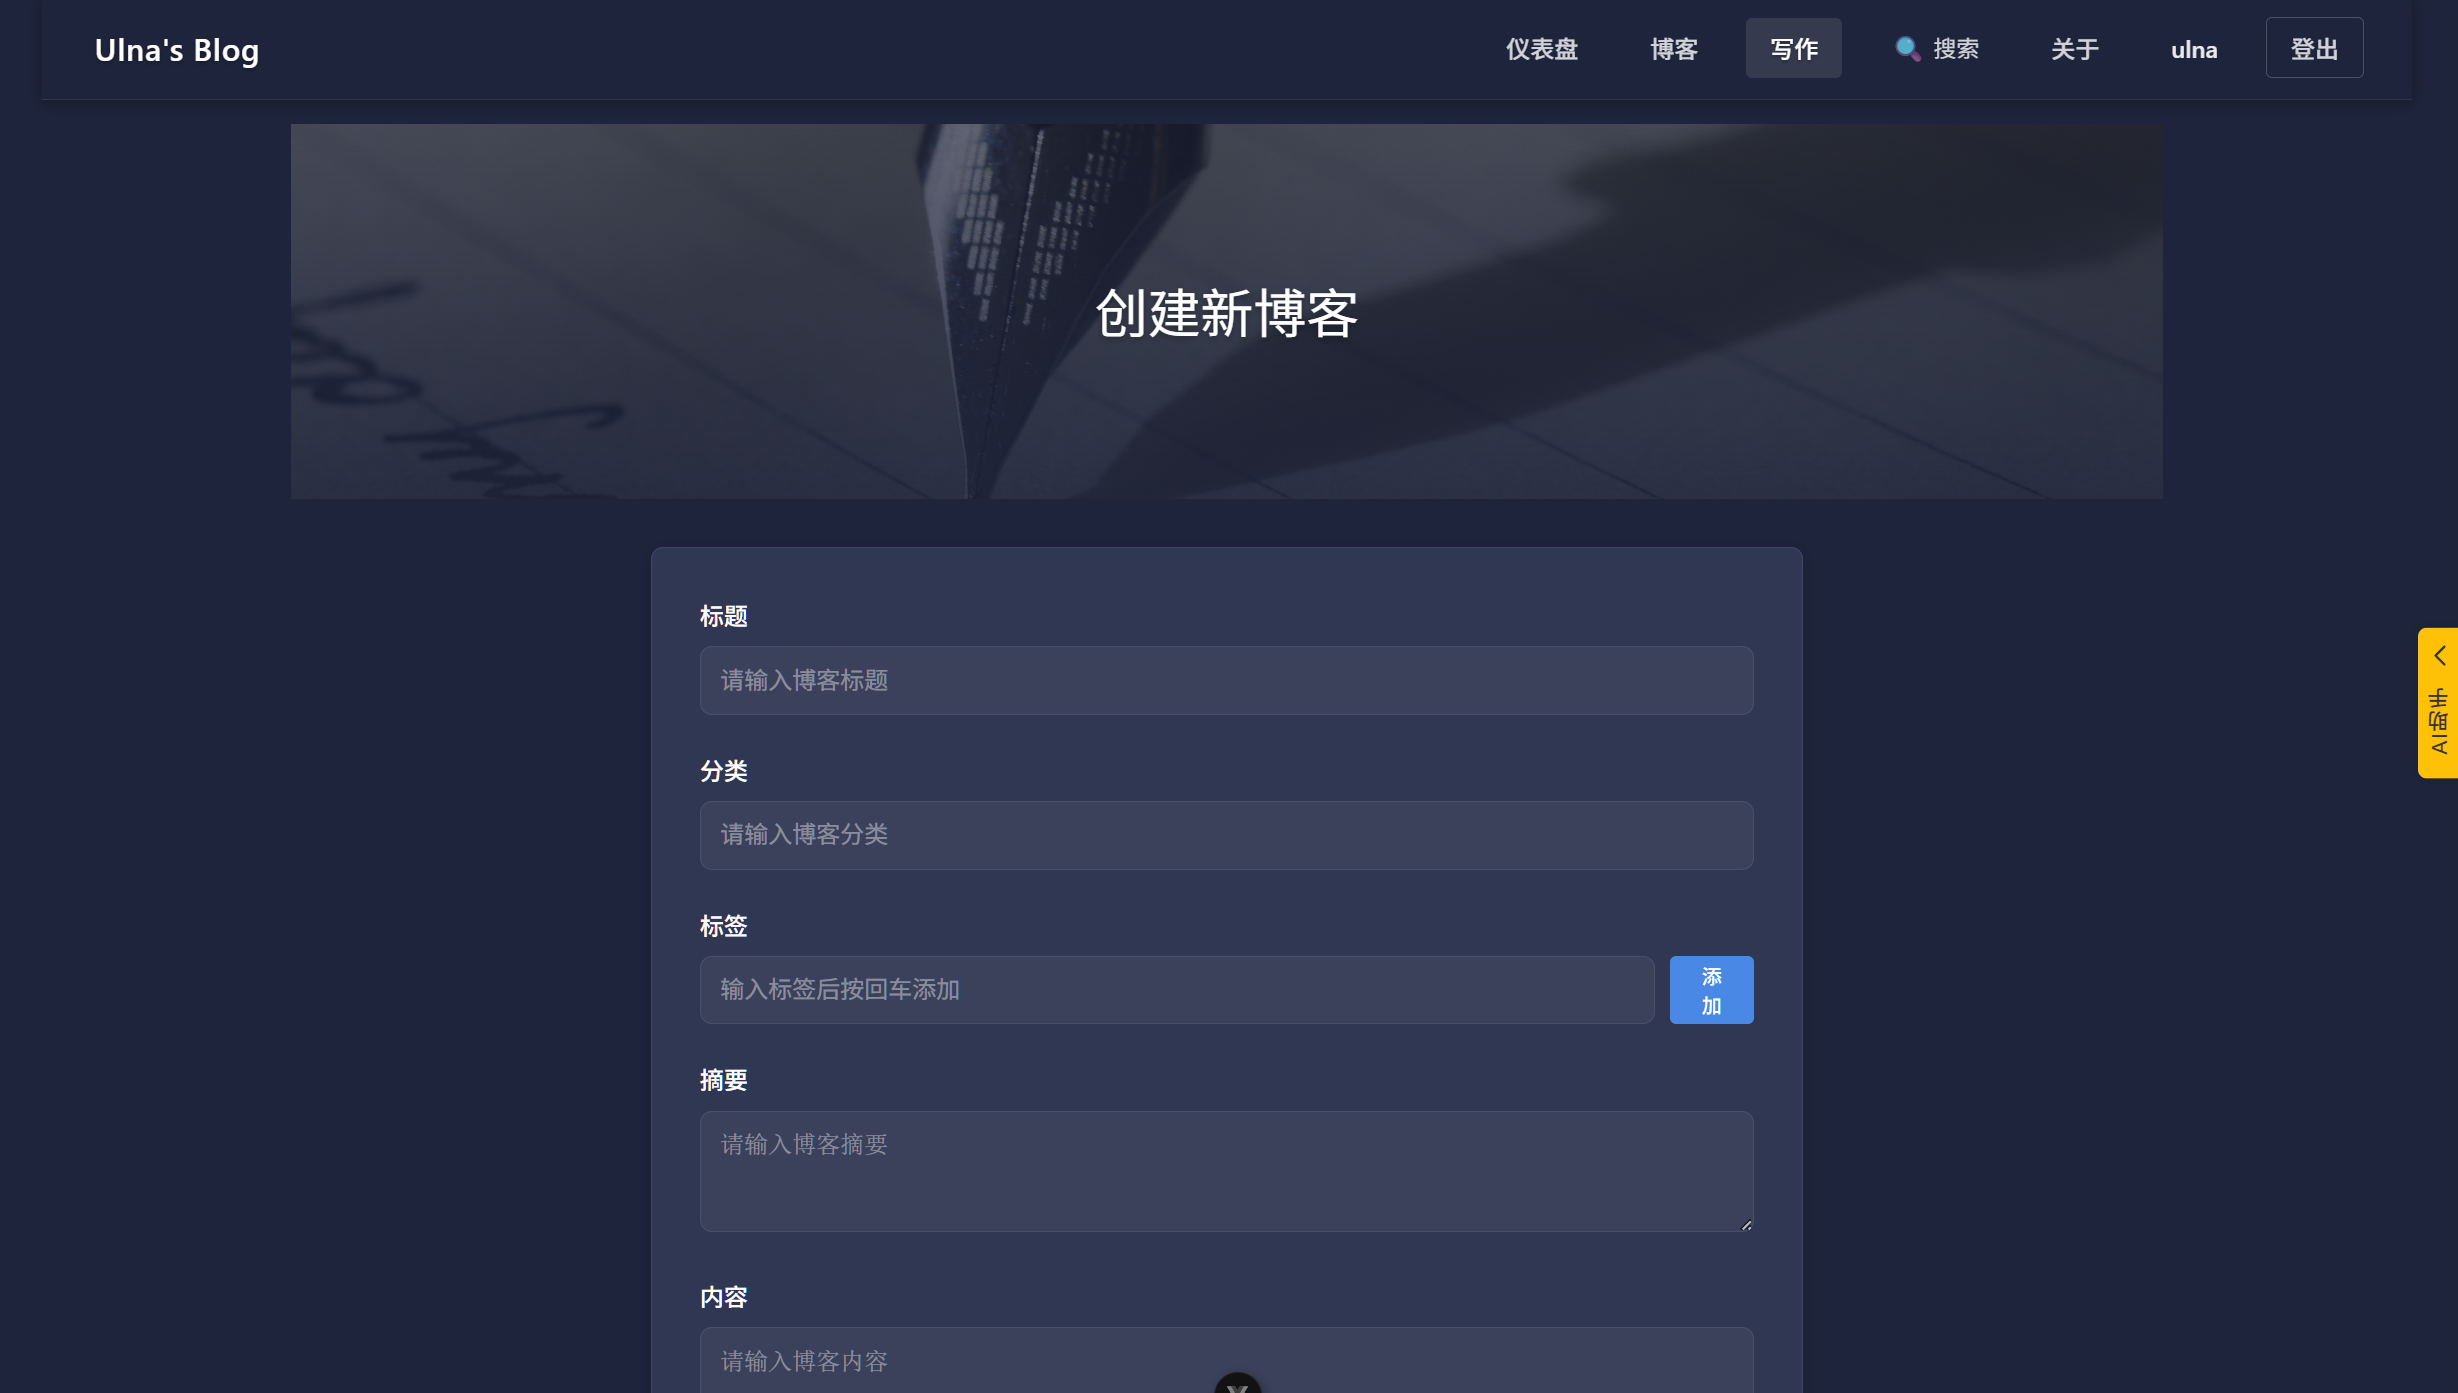 Ulna's Blog
仪表盘
博客
写作
搜索
关于
ulna
登出
创建新博客
标题
请输入博客标题
分类
请输入博客分类
标签
输入标签后按回车添加
添
加
摘要
请输入博客摘要
内容
请输入博客内容
AI助手